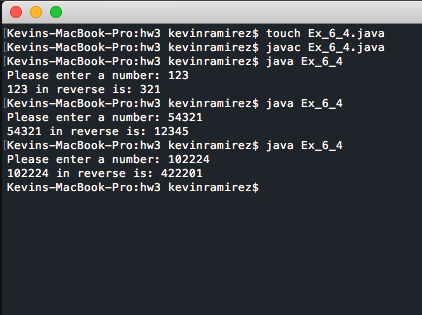 [Kevins-MacBook-Pro:hw3 kevinramirez$ touch Ex_6_4.java
[Kevins-MacBook-Pro:hw3 kevinramirez$ javac Ex_6_4.java
[Kevins-MacBook-Pro:hw3 kevinramirez$ java Ex_6_4
Please enter a number: 123
123 in reverse is: 321
[Kevins-MacBook-Pro:hw3 kevinramirez$ java Ex_6_4
Please enter a number: 54321
54321 in reverse is: 12345
[Kevins-MacBook-Pro:hw3 kevinramirez$ java Ex_6_4
Please enter a number: 102224
102224 in reverse is: 422201
Kevins-MacBook-Pro:hw3 kevinramirez$